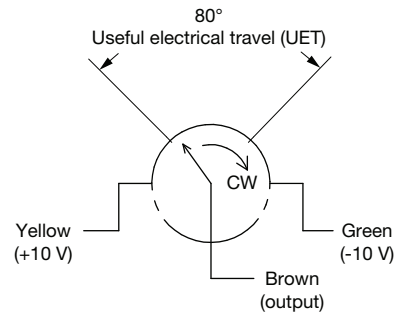 80°
Useful electrical travel (UET)
CW
Yellow
(+10 V)
Green
(-10 V)
Brown
(output)